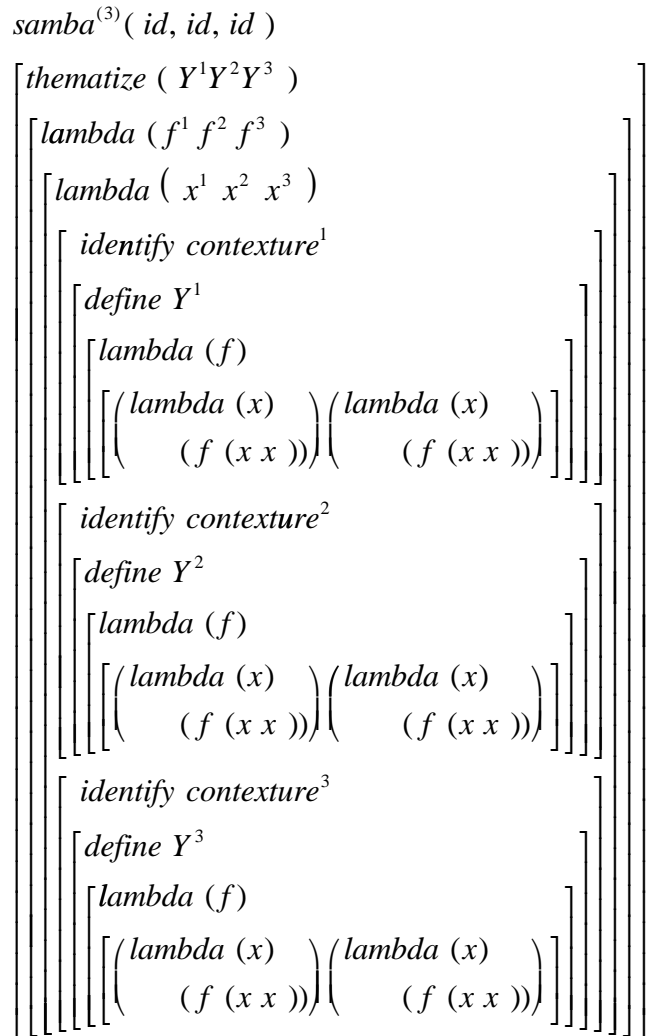 samba⁽³⁾( id, id, id )
thematize ( Y¹Y²Y³ )
lambda (f¹ f² f³ )
lambda ( x¹ x² x³ )
identify contexture¹
define Y¹
lambda (f)
(lambda (x) (lambda (x)
( f (x x ))) ( f (x x )))
identify contexture²
define Y²
lambda (f)
(lambda (x) (lambda (x)
( f (x x ))) ( f (x x )))
identify contexture³
define Y³
lambda (f)
(lambda (x) (lambda (x)
( f (x x ))) ( f (x x )))